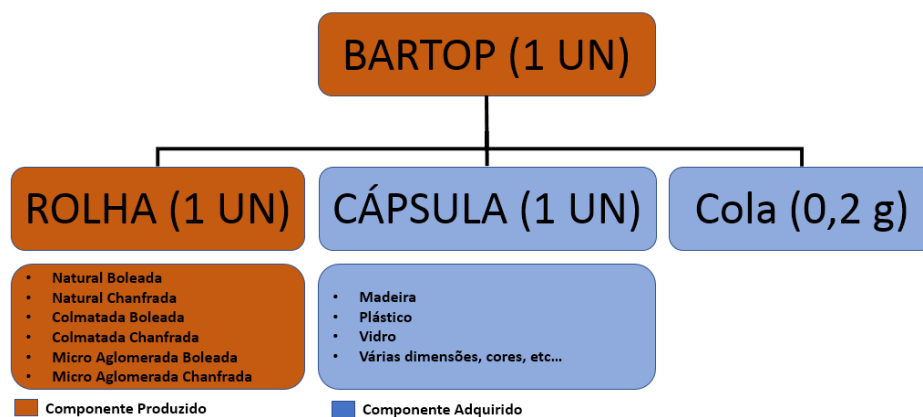 BARTOP (1 UN)
ROLHA (1 UN)
CÁPSULA (1 UN)
Cola (0,2 g)
• Natural Boleada
• Natural Chanfrada
• Colmatada Boleada
• Colmatada Chanfrada
• Micro Aglomerada Boleada
• Micro Aglomerada Chanfrada
• Madeira
• Plástico
• Vidro
• Várias dimensões, cores, etc...
Componente Produzido
Componente Adquirido